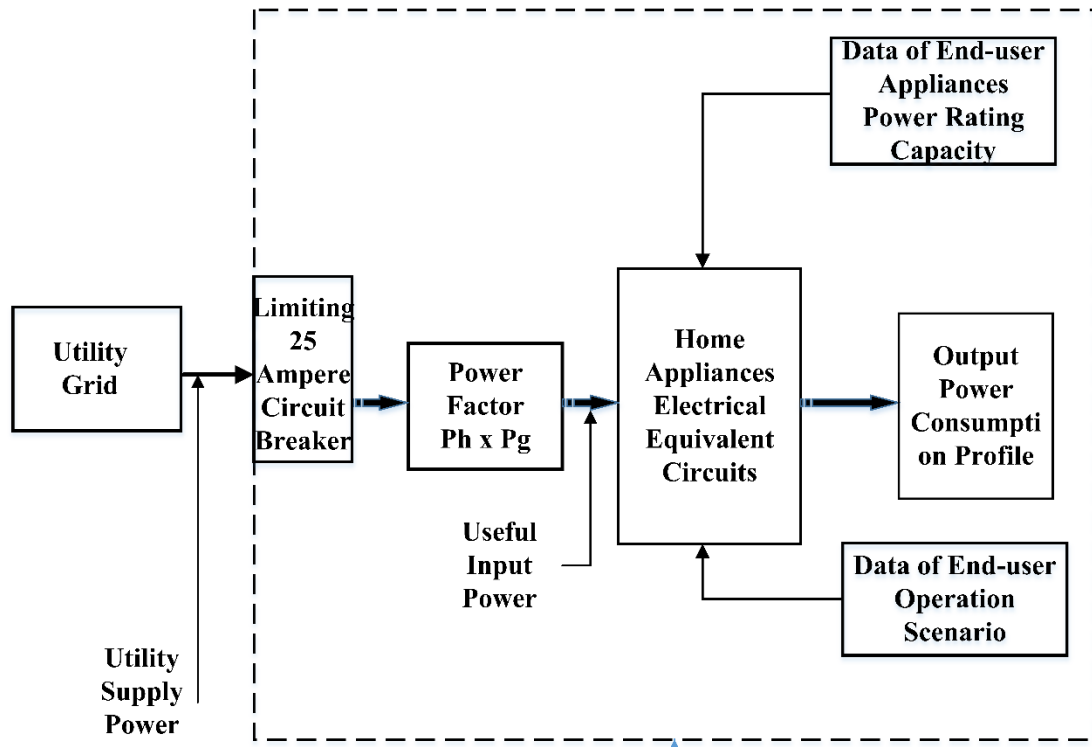 Utility
Grid
Utility
Supply
Power
Limiting
25
Ampere
Circuit
Breaker
Power
Factor
Ph x Pg
Useful
Input
Power
Data of End-user
Appliances
Power Rating
Capacity
Home
Appliances
Electrical
Equivalent
Circuits
Data of End-user
Operation
Scenario
Output
Power
Consumpti
on Profile